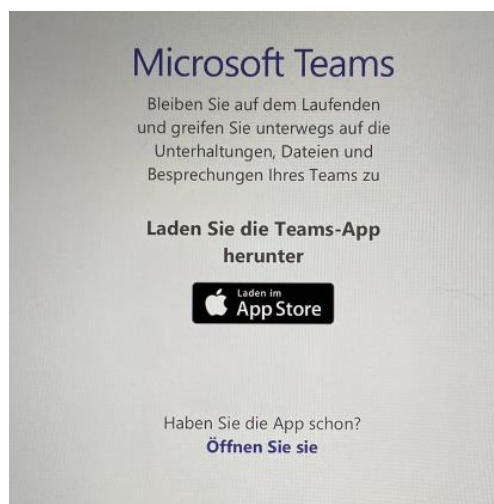 Microsoft Teams
Bleiben Sie auf dem Laufenden
und greifen Sie unterwegs auf die
Unterhaltungen, Dateien und
Besprechungen Ihres Teams zu
Laden Sie die Teams-App
herunter
Laden im
App Store
Haben Sie die App schon?
Öffnen Sie sie